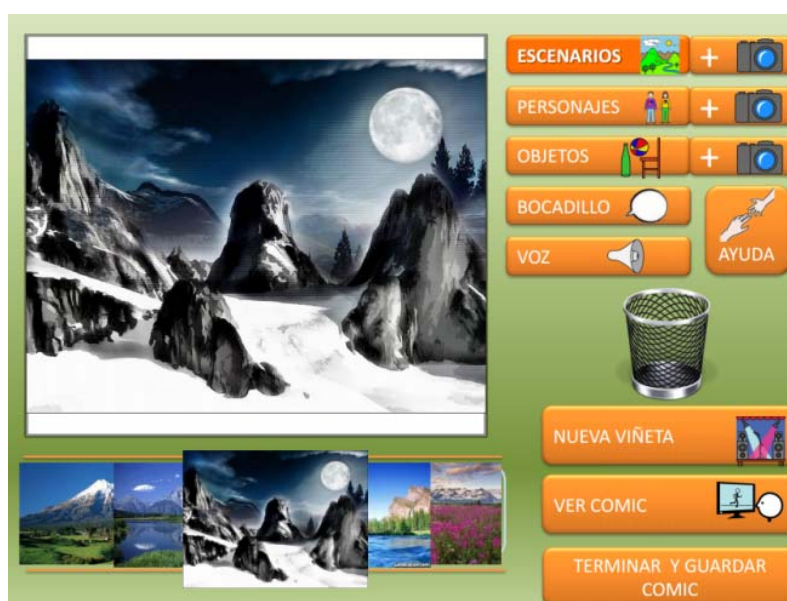 ESCENARIOS
+
PERSONAJES
+
OBJETOS
+
BOCADILLO
VOZ
AYUDA
NUEVA VIÑETA
VER COMIC
TERMINAR Y GUARDAR
COMIC